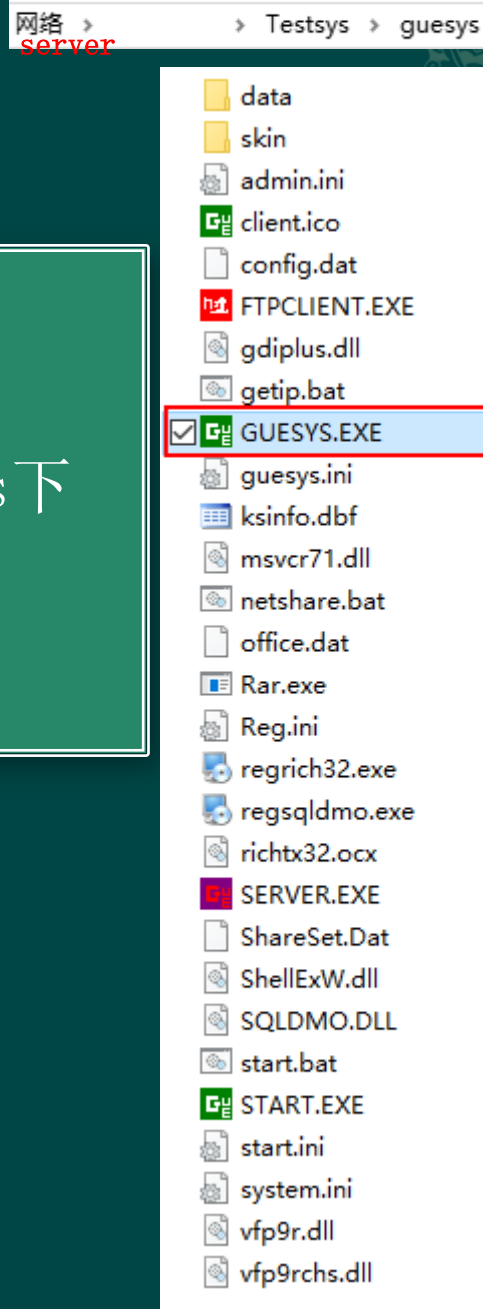 网络 > > Testsys > guesys
server
data
skin
admin.ini
client.ico
config.dat
FTPCLIENT.EXE
gdiplus.dll
getip.bat
GUESYS.EXE
s下
guesys.ini
ksinfo.dbf
msvcr71.dll
netshare.bat
office.dat
Rar.exe
Reg.ini
regrich32.exe
regsqldmo.exe
richtx32.ocx
SERVER.EXE
ShareSet.Dat
ShellExW.dll
SQLDMO.DLL
start.bat
START.EXE
start.ini
system.ini
vfp9r.dll
vfp9rchs.dll